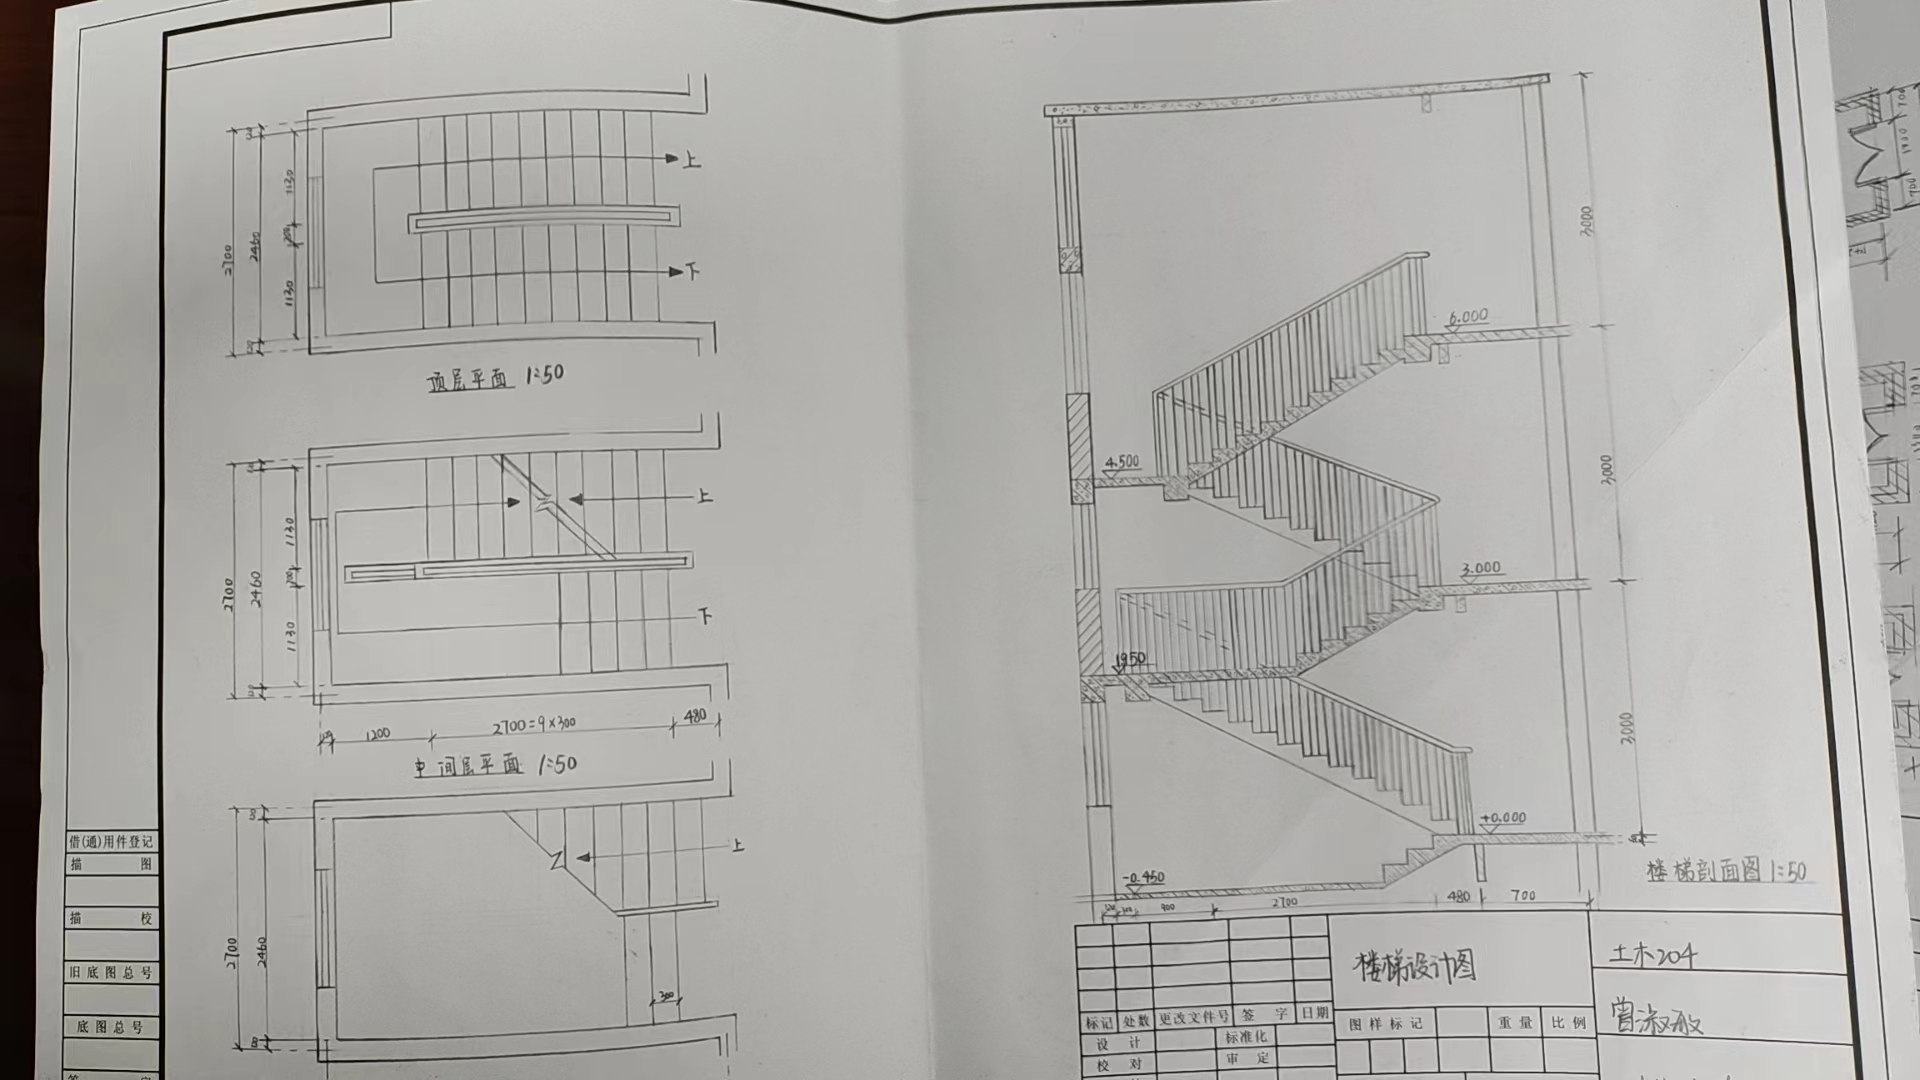 上
下
2700
2460
1130
200
1130
顶层平面 1:50
上
下
2700
2460
1130
200
1130
1200
2700=9×300
480
中间层平面 1:50
上
2700
2460
300
3000
6.000
4.500
3000
3.000
1950
3000
±0.000
-0.450
900
2700
480
700
楼梯剖面图 1:50
借(通)用件登记
描 图
描 校
旧底图总号
底图总号
楼梯设计图
土木204
曾淑敏
标记 处数 更改文件号 签 字 日期
设 计
标准化
校 对
审 定
图样标记
重量
比例